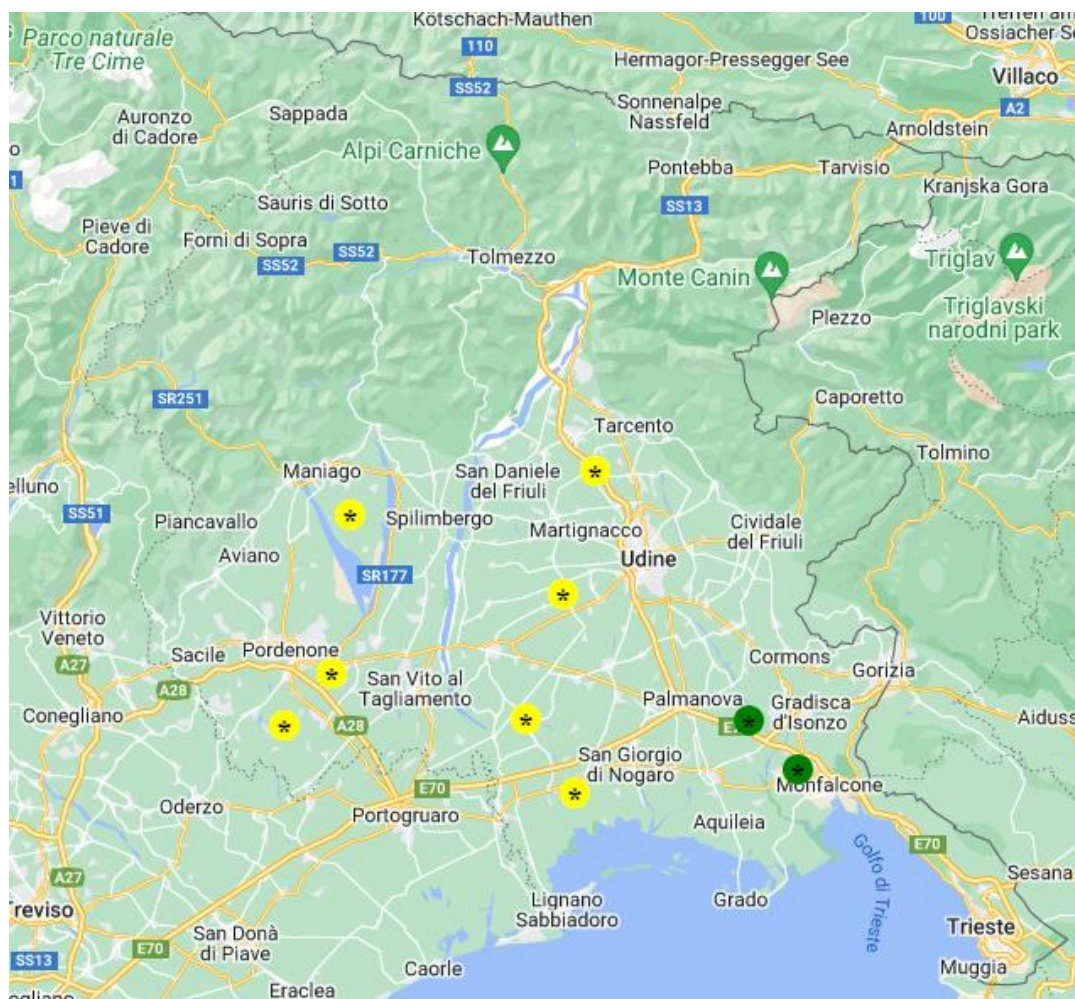 Kötschach-Mauthen
100
Ossiacher
Parco naturale
Tre Cime
110
Hermagor-Pressegger See
Villaco
SS52
A2
Auronzo
di Cadore
Sappada
Sonnenalpe
Nassfeld
Arnoldstein
Alpi Carniche
Pontebba
Tarvisio
1
Kranjska Gora
Sauris di Sotto
SS13
Pieve di
Cadore
Forni di Sopra
SS52
SS52
Tolmezzo
Monte Canin
Triglav
Plezzo
Triglavski
narodni park
SR251
Caporetto
Tarcento
Tolmino
Maniago
San Daniele
del Friuli
*
elluno
SS51
Piancavallo
*
Spilimbergo
Martignacco
Cividale
del Friuli
Aviano
Udine
SR177
*
Vittorio
Veneto
Sacile
Pordenone
Cormons
A27
A28
*
San Vito al
Tagliamento
Gorizia
Conegliano
*
A28
*
Palmanova
*
Gradisca
d'Isonzo
Aiduss
San Giorgio
di Nogaro
*
Monfalcone
E70
*
Oderzo
Portogruaro
Aquileia
Golfo di Trieste
E70
Sesana
A27
Treviso
Lignano
Sabbiadoro
Grado
San Donà
di Piave
E70
Trieste
SS13
Caorle
Muggia
Eraclea
ogliano